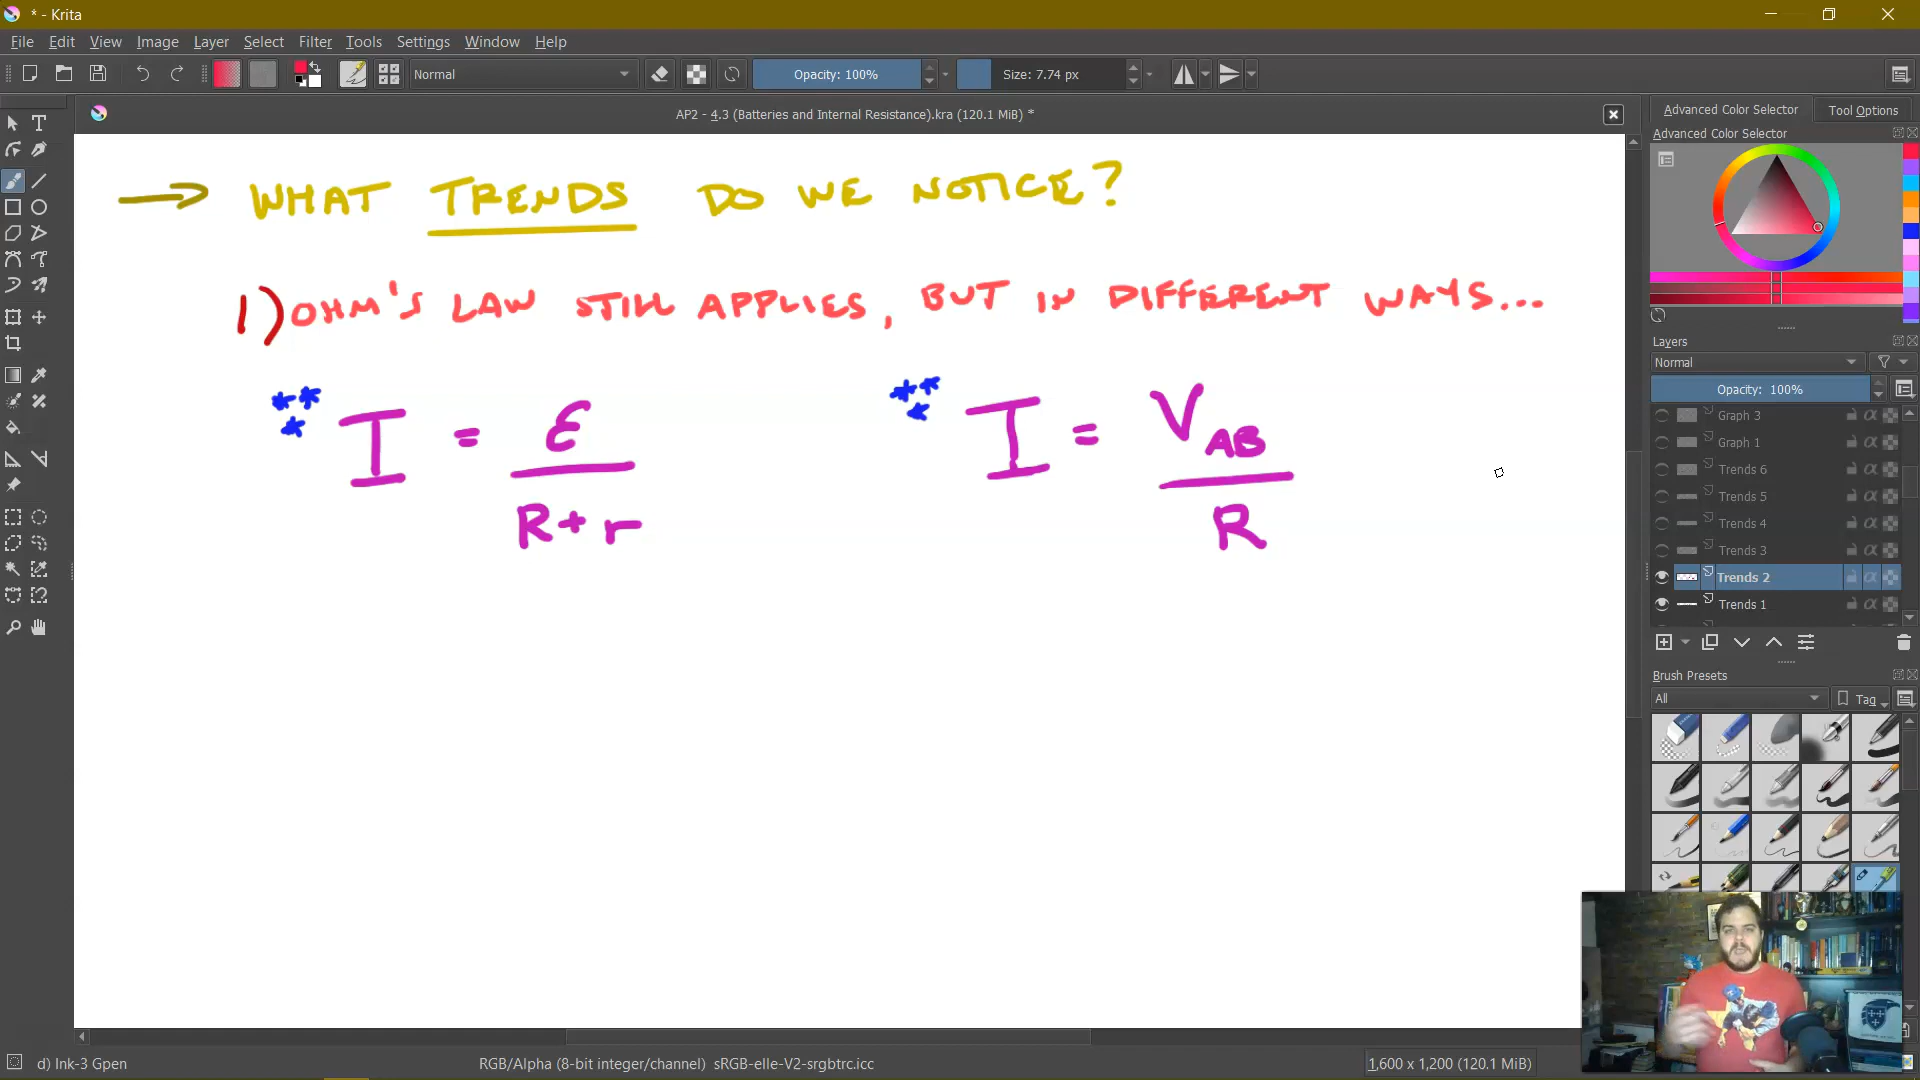 * - Krita
File Edit View Image Layer Select Filter Tools Settings Window Help
Normal Opacity: 100% Size: 7.74 px
AP2 - 4.3 (Batteries and Internal Resistance).kra (120.1 MiB) *
Advanced Color Selector Tool Options
Advanced Color Selector
→ WHAT TRENDS DO WE NOTICE?
1) OHM'S LAW STILL APPLIES, BUT IN DIFFERENT WAYS...
*** I = ε / R + r
*** I = V_AB / R
Layers
Normal
Opacity: 100%
Graph 3
Graph 1
Trends 6
Trends 5
Trends 4
Trends 3
Trends 2
Trends 1
Brush Presets
All Tag
d) Ink-3 Gpen RGB/Alpha (8-bit integer/channel) sRGB-elle-V2-srgbtrc.icc 1,600 x 1,200 (120.1 MiB)